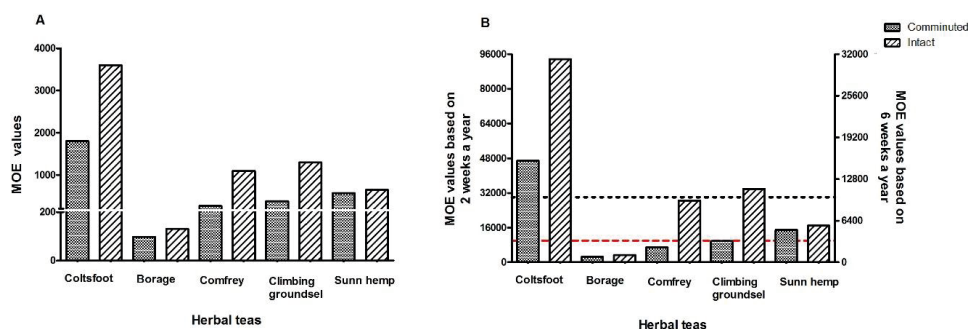 A
MOE values
4000
3000
2000
1000
200
0
Coltsfoot
Borage
Comfrey
Climbing
groundsel
Sunn hemp
Herbal teas
B
Comminuted
Intact
MOE values based on
2 weeks a year
96000
80000
64000
48000
32000
16000
0
32000
25600
19200
12800
6400
0
MOE values based on
6 weeks a year
Coltsfoot
Borage
Comfrey
Climbing
groundsel
Sunn hemp
Herbal teas